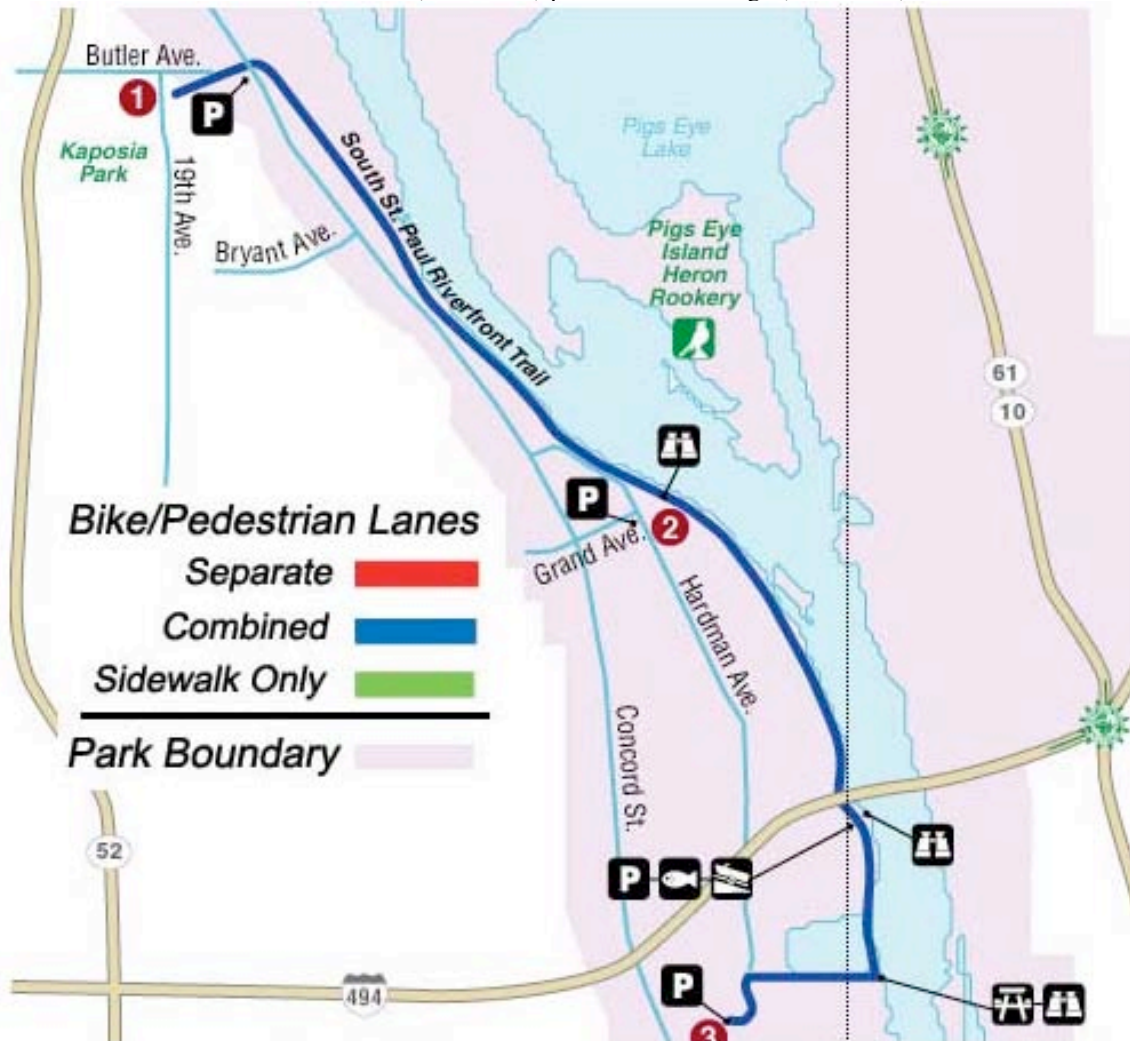 Butler Ave.
1
P
Kaposia
Park
19th Ave.
Bryant Ave.
South St. Paul Riverfront Trail
Pigs Eye
Lake
Pigs Eye
Island
Heron
Rookery
61
10
P
2
Grand Ave.
Hardman Ave.
Bike/Pedestrian Lanes
Separate
Combined
Sidewalk Only
Park Boundary
Concord St.
52
P
494
P
3